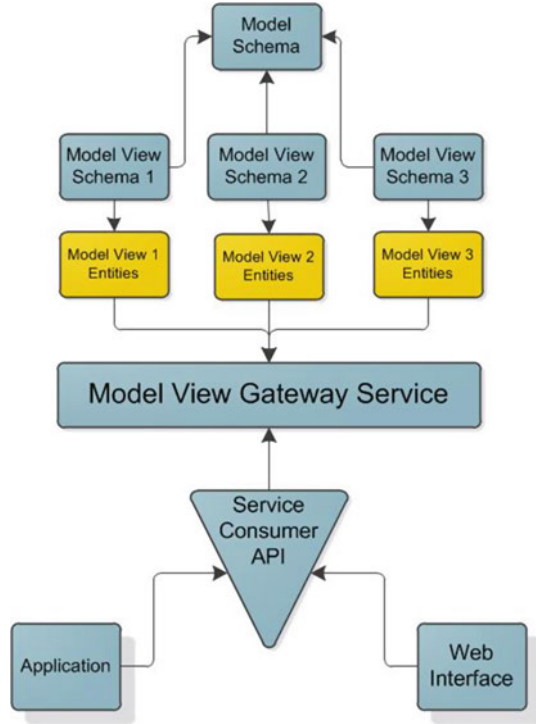 Model
Schema
Model View
Schema 1
Model View
Schema 2
Model View
Schema 3
Model View 1
Entities
Model View 2
Entities
Model View 3
Entities
Model View Gateway Service
Service
Consumer
API
Application
Web
Interface